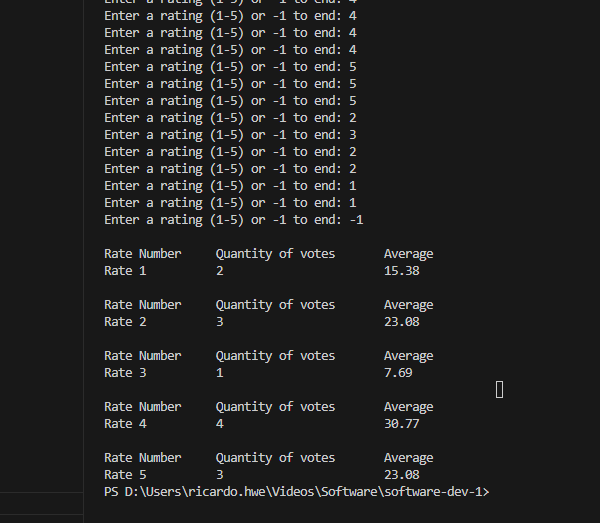 Enter a rating (1-5) or -1 to end: 4
Enter a rating (1-5) or -1 to end: 4
Enter a rating (1-5) or -1 to end: 4
Enter a rating (1-5) or -1 to end: 4
Enter a rating (1-5) or -1 to end: 5
Enter a rating (1-5) or -1 to end: 5
Enter a rating (1-5) or -1 to end: 5
Enter a rating (1-5) or -1 to end: 2
Enter a rating (1-5) or -1 to end: 3
Enter a rating (1-5) or -1 to end: 2
Enter a rating (1-5) or -1 to end: 2
Enter a rating (1-5) or -1 to end: 1
Enter a rating (1-5) or -1 to end: 1
Enter a rating (1-5) or -1 to end: -1
Rate Number Quantity of votes Average
Rate 1 2 15.38
Rate Number Quantity of votes Average
Rate 2 3 23.08
Rate Number Quantity of votes Average
Rate 3 1 7.69
Rate Number Quantity of votes Average
Rate 4 4 30.77
Rate Number Quantity of votes Average
Rate 5 3 23.08
PS D:\Users\ricardo.hwe\Videos\Software\software-dev-1>